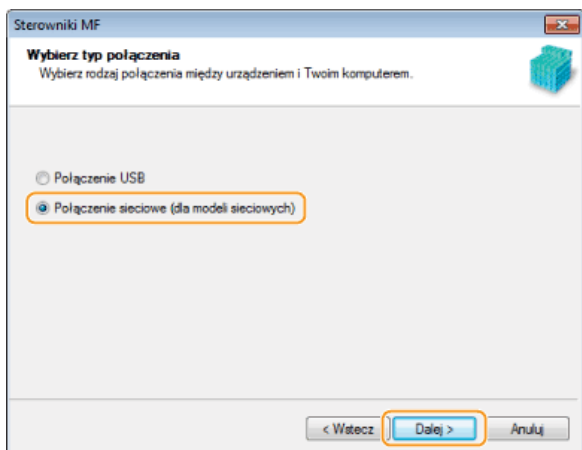 Sterowniki MF
Wybierz typ połączenia
Wybierz rodzaj połączenia między urządzeniem i Twoim komputerem.
Połączenie USB
Połączenie sieciowe (dla modeli sieciowych)
< Wstecz Dalej > Anuluj